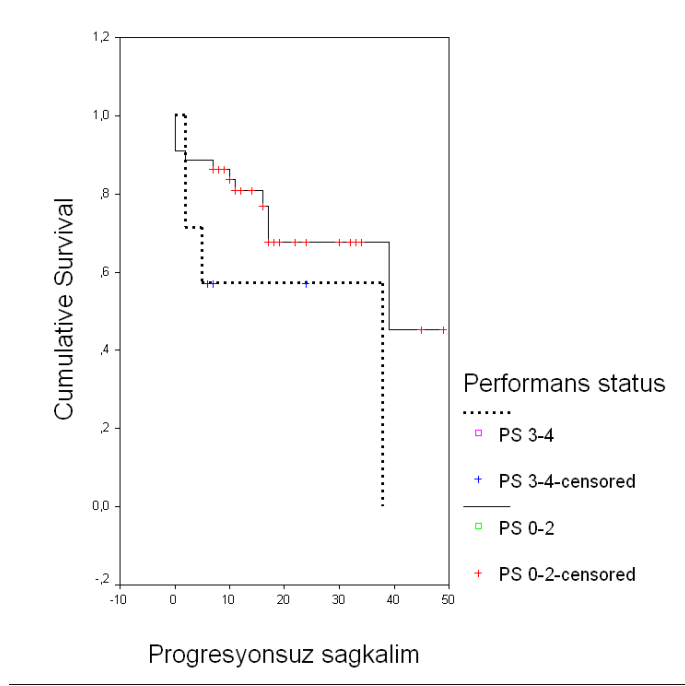 1,2
1,0
,8
,6
,4
,2
0,0
-,2
-10
0
10
20
30
40
50
Cumulative Survival
Progresyonsuz sagkalim
Performans status
PS 3-4
PS 3-4-censored
PS 0-2
PS 0-2-censored